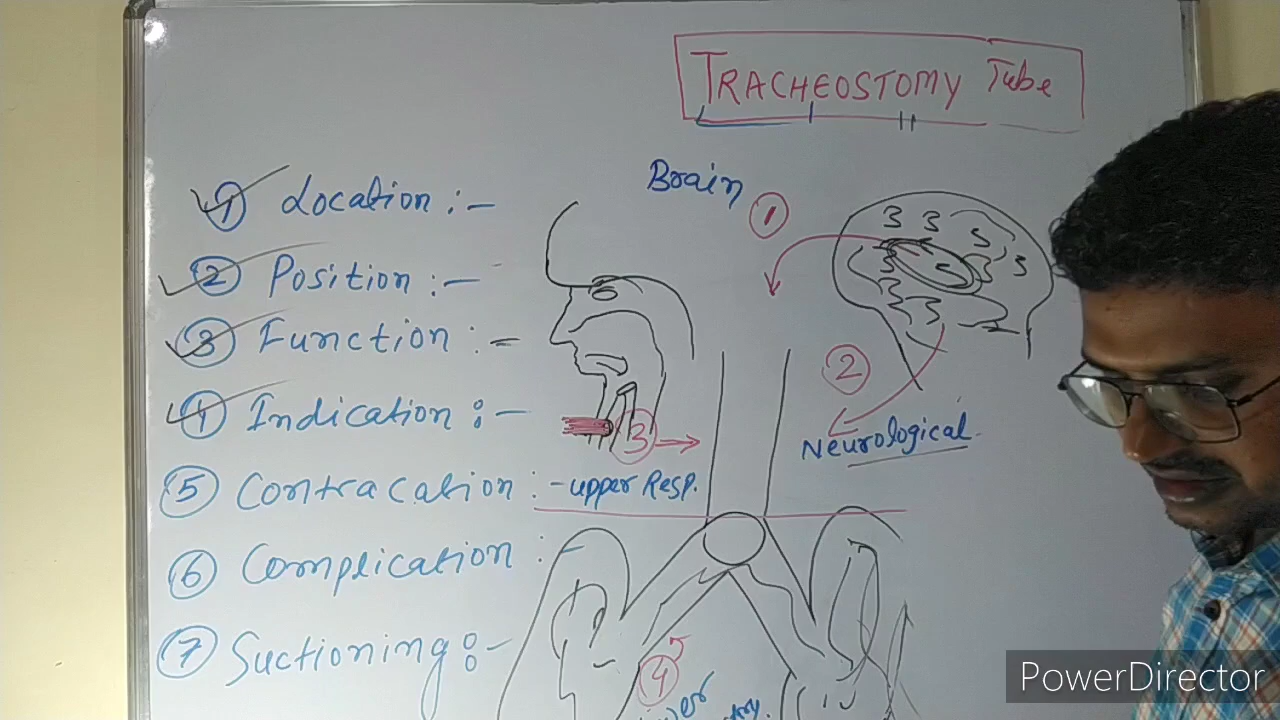 TRACHEOSTOMY Tube
① Location :-
② Position :-
③ Function :-
④ Indication :-
⑤ Contracation :-
⑥ Complication :-
⑦ Suctioning :-
Brain
①
②
Neurological
③
- upper Resp.
④
PowerDirector